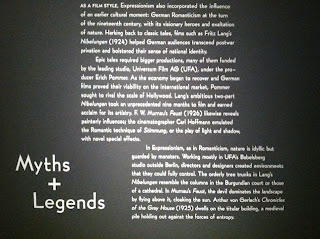 AS A FILM STYLE, Expressionism also incorporated the influence
of an earlier cultural moment: German Romanticism at the turn
of the nineteenth century, with its visionary heroes and exaltation
of nature. Harking back to classic tales, films such as Fritz Lang's
Nibelungen (1924) helped German audiences transcend postwar
privation and bolstered their sense of national identity.
Epic tales required bigger productions, many of them funded
by the leading studio, Universum Film AG (UFA), under the pro-
ducer Erich Pommer. As the economy began to recover and German
films proved their viability on the international market, Pommer
sought to rival the scale of Hollywood. Lang's ambitious two-part
Nibelungen took an unprecedented nine months to film and earned
acclaim for its artistry. F. W. Murnau's Faust (1926) likewise reveals
painterly influences; the cinematographer Carl Hoffmann emulated
the Romantic technique of Stimmung, or the play of light and shadow,
with novel special effects.
In Expressionism, as in Romanticism, nature is idyllic but
guarded by monsters. Working mostly in UFA's Babelsberg
studio outside Berlin, directors and designers created environments
that they could fully control. The orderly tree trunks in Lang's
Nibelungen resemble the columns in the Burgundian court or those
of a cathedral. In Murnau's Faust, the devil dominates the landscape
by flying above it, cloaking the sun. Arthur von Gerlach's Chronicles
of the Gray House (1925) dwells on the titular building, a medieval
pile holding out against the forces of entropy.
Myths
+
Legends